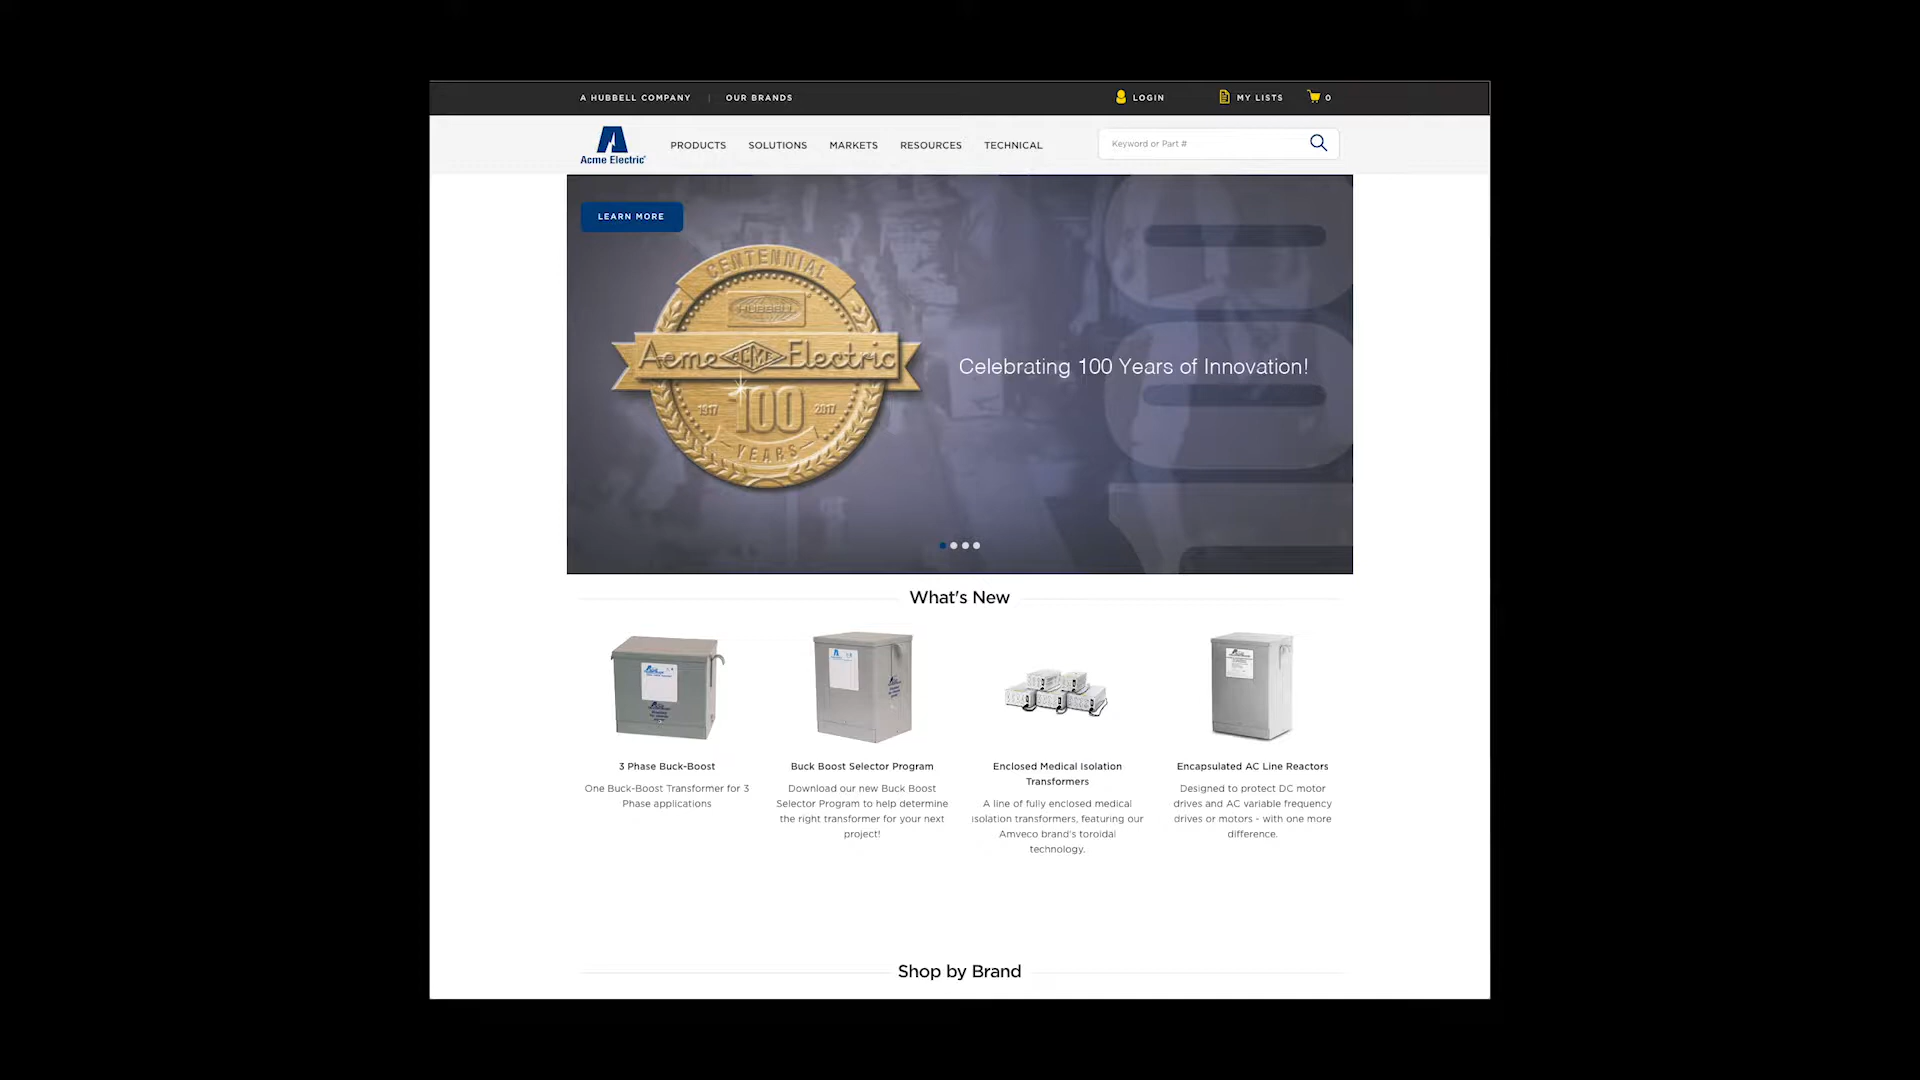 A HUBBELL COMPANY | OUR BRANDS
LOGIN
MY LISTS
0
Acme Electric
PRODUCTS
SOLUTIONS
MARKETS
RESOURCES
TECHNICAL
Keyword or Part #
LEARN MORE
CENTENNIAL
HUBBELL
Acme ACME Electric
1917 100 2017
YEARS
Celebrating 100 Years of Innovation!
What's New
3 Phase Buck-Boost
One Buck-Boost Transformer for 3
Phase applications
Buck Boost Selector Program
Download our new Buck Boost
Selector Program to help determine
the right transformer for your next
project!
Enclosed Medical Isolation
Transformers
A line of fully enclosed medical
isolation transformers, featuring our
Amveco brand's toroidal
technology.
Encapsulated AC Line Reactors
Designed to protect DC motor
drives and AC variable frequency
drives or motors - with one more
difference.
Shop by Brand